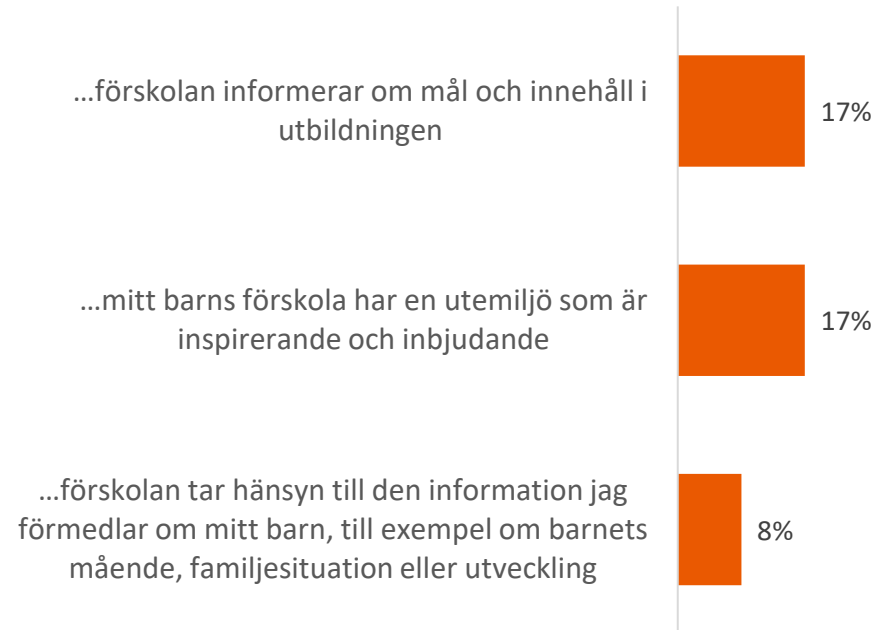 ...förskolan informerar om mål och innehåll i
utbildningen
17%
...mitt barns förskola har en utemiljö som är
inspirerande och inbjudande
17%
...förskolan tar hänsyn till den information jag
förmedlar om mitt barn, till exempel om barnets
mående, familjesituation eller utveckling
8%